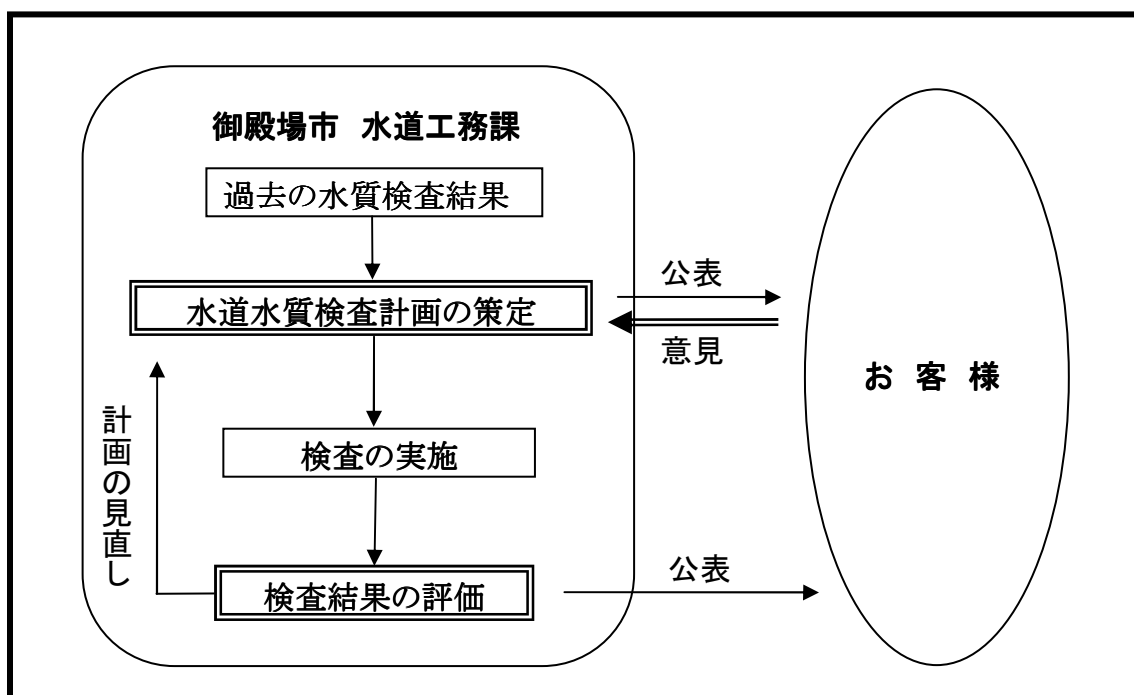 御殿場市 水道工務課
過去の水質検査結果
水道水質検査計画の策定
公表
意見
お客様
計画の見直し
検査の実施
検査結果の評価
公表